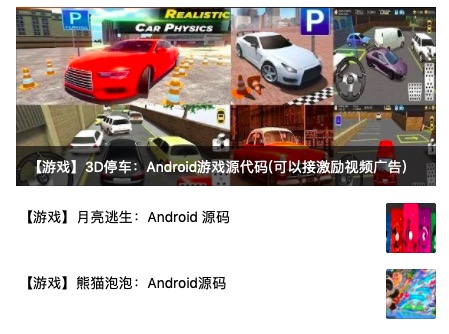 REALISTIC
CAR PHYSICS
P
P
【游戏】3D停车：Android游戏源代码(可以接激励视频广告)
【游戏】月亮逃生：Android 源码
【游戏】熊猫泡泡：Android源码